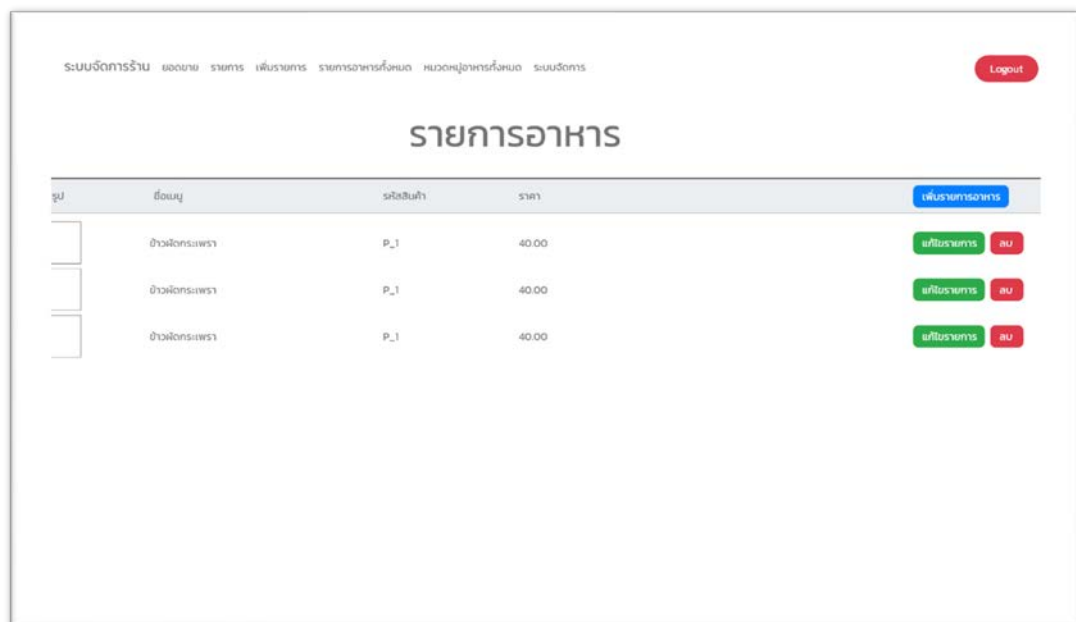 ระบบจัดการร้าน ยอดขาย รายการ เพิ่มรายการ รายการอาหารทั้งหมด หมวดหมู่อาหารทั้งหมด ระบบจัดการ Logout
รายการอาหาร
รูป ชื่อเมนู รหัสสินค้า ราคา เพิ่มรายการอาหาร
ข้าวผัดกระเพรา P_1 40.00 แก้ไขรายการ ลบ
ข้าวผัดกระเพรา P_1 40.00 แก้ไขรายการ ลบ
ข้าวผัดกระเพรา P_1 40.00 แก้ไขรายการ ลบ